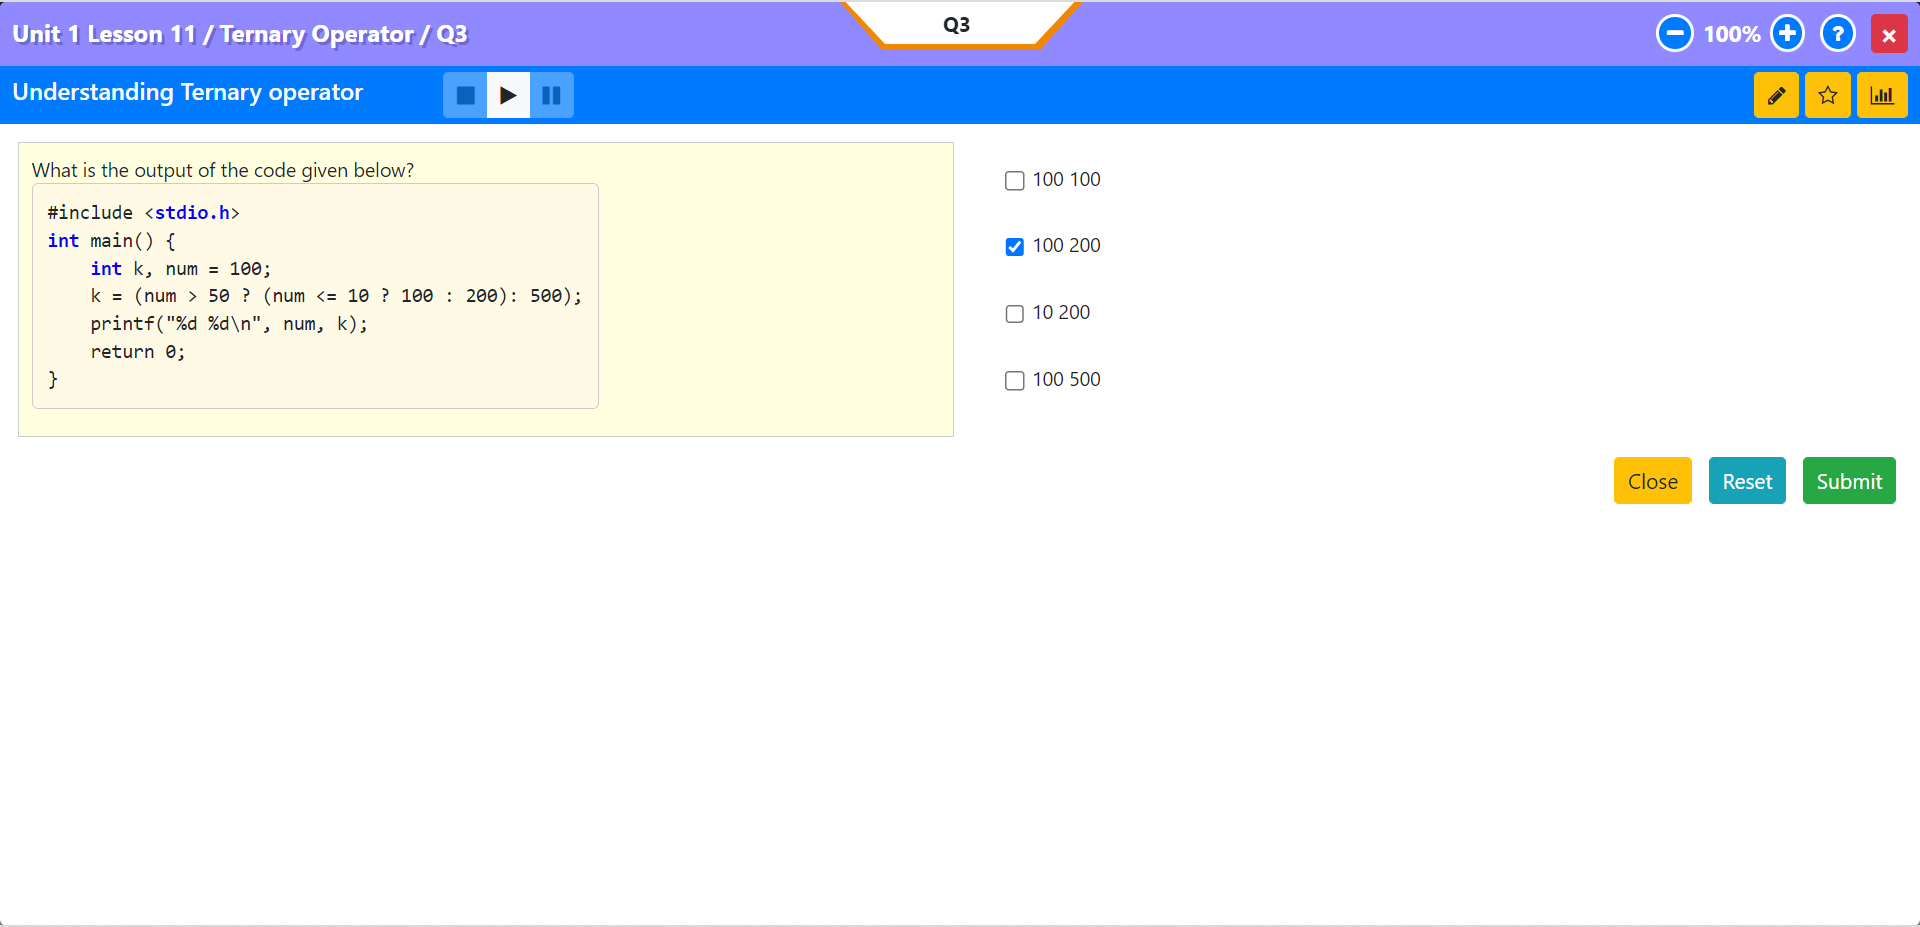 Unit 1 Lesson 11 / Ternary Operator / Q3
Q3
100%
?
×
Understanding Ternary operator
What is the output of the code given below?
#include <stdio.h>
int main() {
    int k, num = 100;
    k = (num > 50 ? (num <= 10 ? 100 : 200): 500);
    printf("%d %d\n", num, k);
    return 0;
}
100 100
100 200
10 200
100 500
Close
Reset
Submit